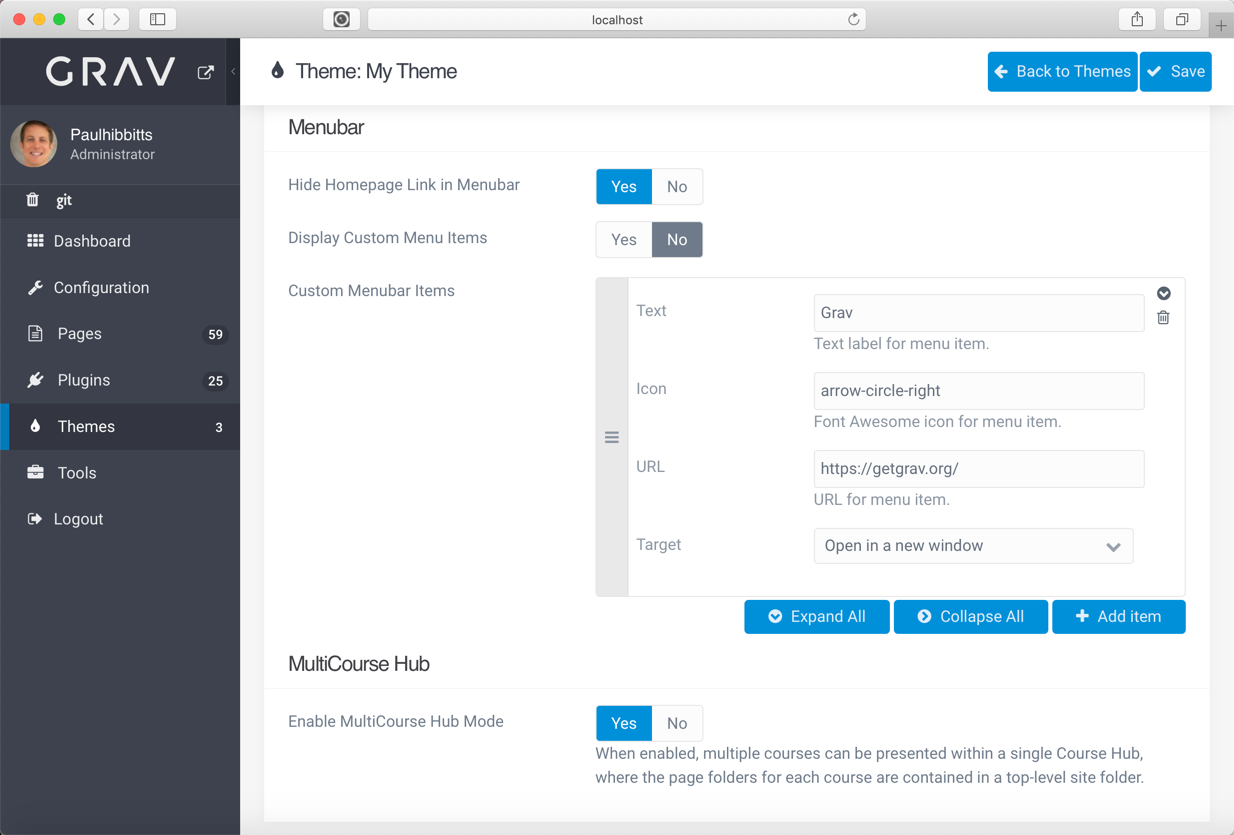 localhost
GRAV
Theme: My Theme
Back to Themes
Save
Paulhibbitts
Administrator
git
Dashboard
Configuration
Pages 59
Plugins 25
Themes 3
Tools
Logout
Menubar
Hide Homepage Link in Menubar Yes No
Display Custom Menu Items Yes No
Custom Menubar Items
Text Grav
Text label for menu item.
Icon arrow-circle-right
Font Awesome icon for menu item.
URL https://getgrav.org/
URL for menu item.
Target Open in a new window
Expand All Collapse All Add item
MultiCourse Hub
Enable MultiCourse Hub Mode Yes No
When enabled, multiple courses can be presented within a single Course Hub,
where the page folders for each course are contained in a top-level site folder.